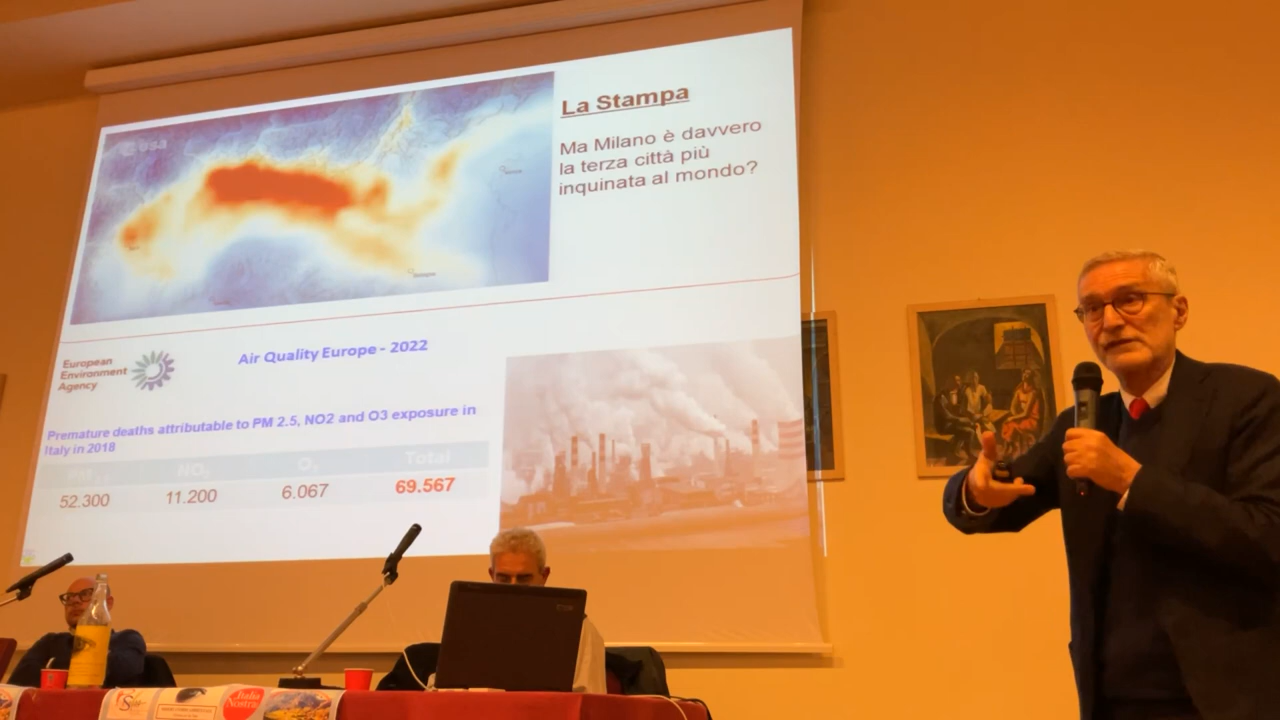 esa
La Stampa
Ma Milano è davvero
la terza città più
inquinata al mondo?
Bologna
European
Environment
Agency
Air Quality Europe - 2022
Premature deaths attributable to PM 2.5, NO2 and O3 exposure in
Italy in 2018
NO₂ O₃ Total
52.300 11.200 6.067 69.567
Italia
Nostra